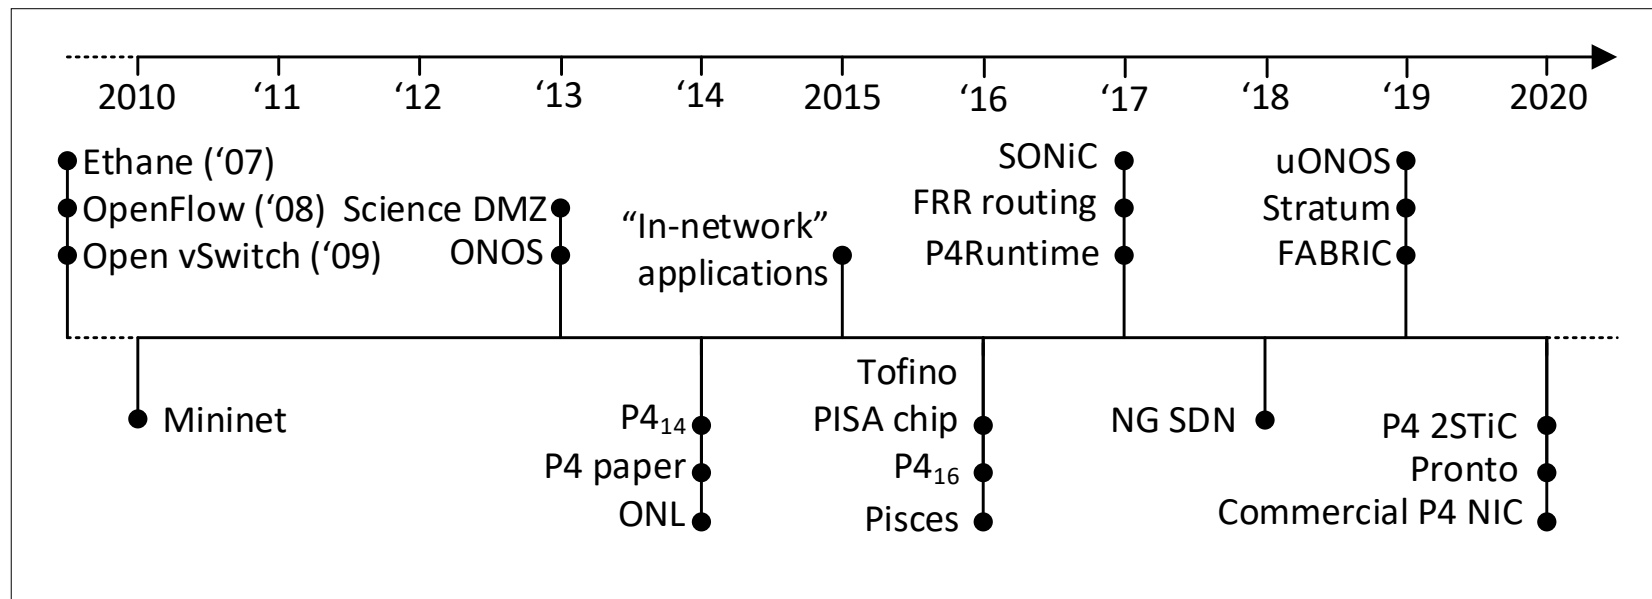 2010 ‘11 ‘12 ‘13 ‘14 2015 ‘16 ‘17 ‘18 ‘19 2020
Ethane (‘07)
OpenFlow (‘08)
Open vSwitch (‘09)
Science DMZ
ONOS
“In-network”
applications
SONiC
FRR routing
P4Runtime
uONOS
Stratum
FABRIC
Mininet
P4₁₄
P4 paper
ONL
Tofino
PISA chip
P4₁₆
Pisces
NG SDN
P4 2STiC
Pronto
Commercial P4 NIC